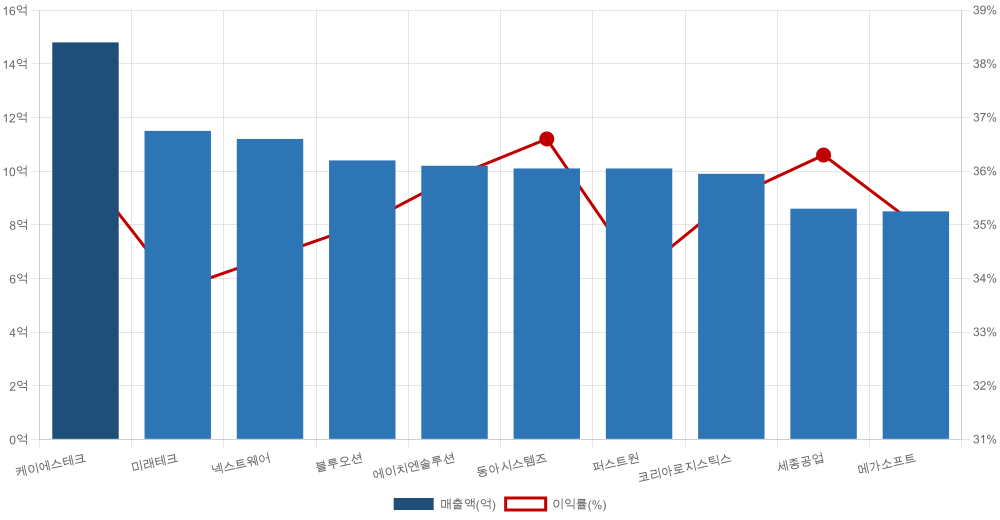 16억
14억
12억
10억
8억
6억
4억
2억
0억
39%
38%
37%
36%
35%
34%
33%
32%
31%
케이에스테크
미래테크
넥스트웨어
블루오션
에이치엔솔루션
동아시스템즈
퍼스트원
코리아로지스틱스
세종공업
메가소프트
매출액(억)
이익률(%)